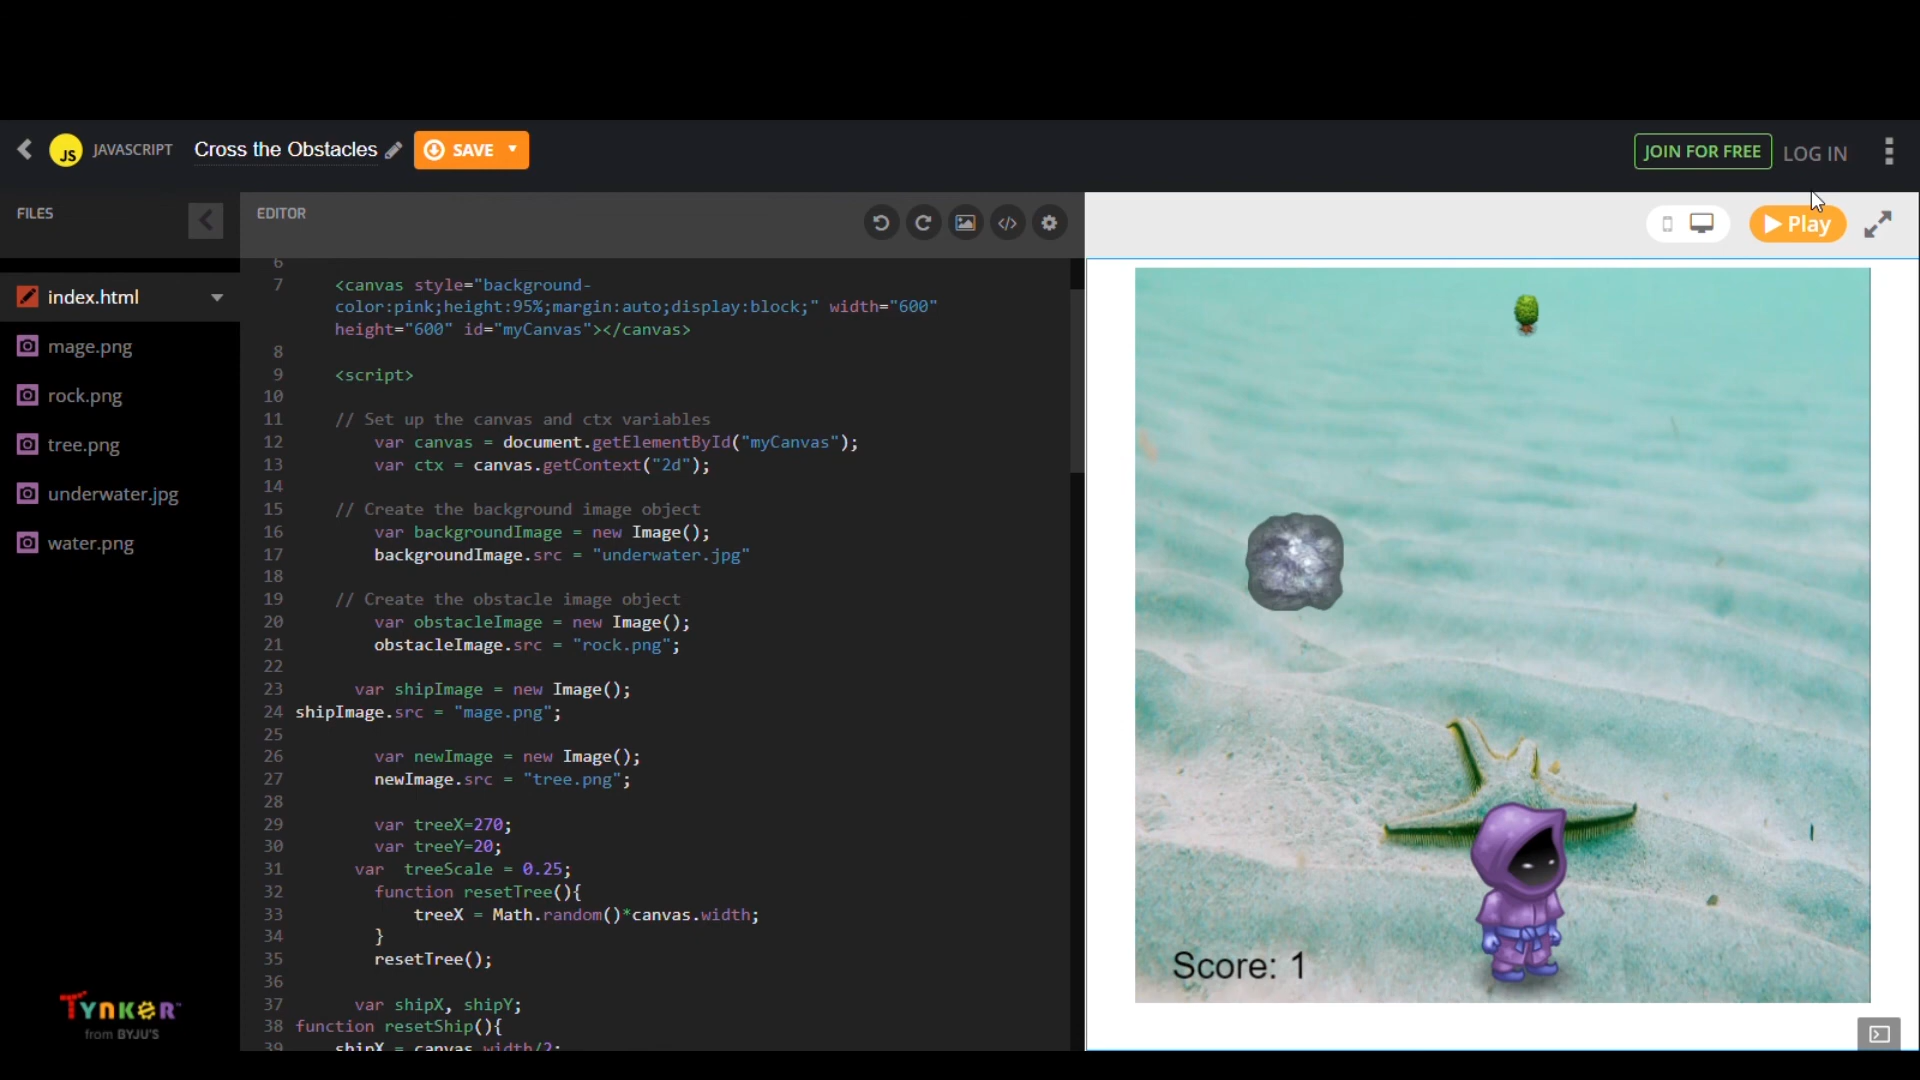 JS JAVASCRIPT Cross the Obstacles SAVE JOIN FOR FREE LOG IN
FILES
EDITOR
Play
index.html
mage.png
rock.png
tree.png
underwater.jpg
water.png
TYNKER
from BYJU'S
6
7 <canvas style="background-
color:pink;height:95%;margin:auto;display:block;" width="600"
height="600" id="myCanvas"></canvas>
8
9 <script>
10
11 // Set up the canvas and ctx variables
12 var canvas = document.getElementById("myCanvas");
13 var ctx = canvas.getContext("2d");
14
15 // Create the background image object
16 var backgroundImage = new Image();
17 backgroundImage.src = "underwater.jpg"
18
19 // Create the obstacle image object
20 var obstacleImage = new Image();
21 obstacleImage.src = "rock.png";
22
23 var shipImage = new Image();
24 shipImage.src = "mage.png";
25
26 var newImage = new Image();
27 newImage.src = "tree.png";
28
29 var treeX=270;
30 var treeY=20;
31 var treeScale = 0.25;
32 function resetTree(){
33 treeX = Math.random()*canvas.width;
34 }
35 resetTree();
36
37 var shipX, shipY;
38 function resetShip(){
39 shipX = canvas.width/2;
Score: 1